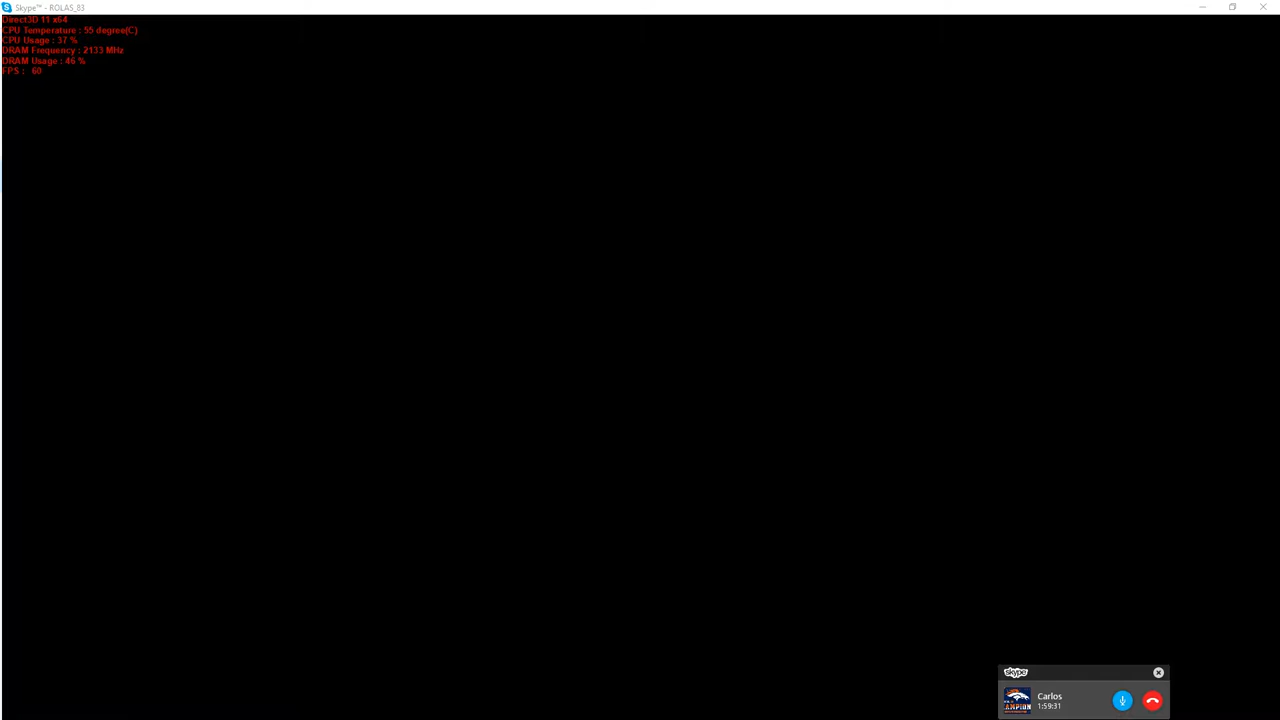 Skype™ - ROLAS_83
Direct3D 11 x64
CPU Temperature : 55 degree(C)
CPU Usage : 37 %
DRAM Frequency : 2133 MHz
DRAM Usage : 46 %
FPS : 60
skype
Carlos
1:59:31